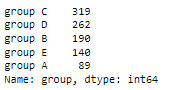 group C    319
group D    262
group B    190
group E    140
group A     89
Name: group, dtype: int64